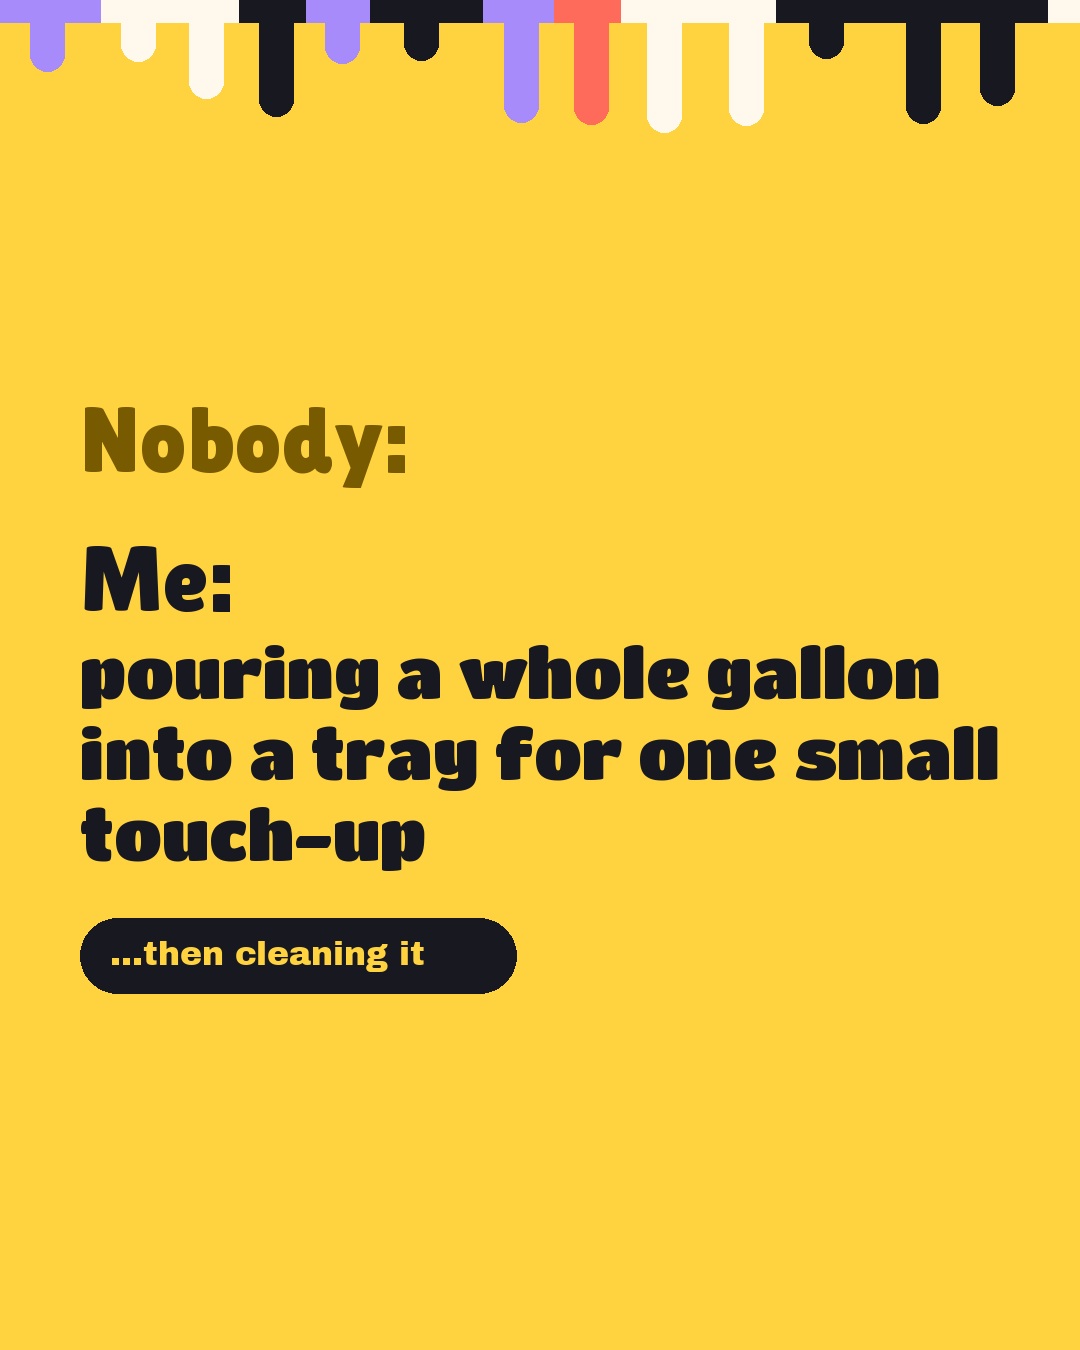 Nobody:
Me:
pouring a whole gallon
into a tray for one small
touch-up
...then cleaning it